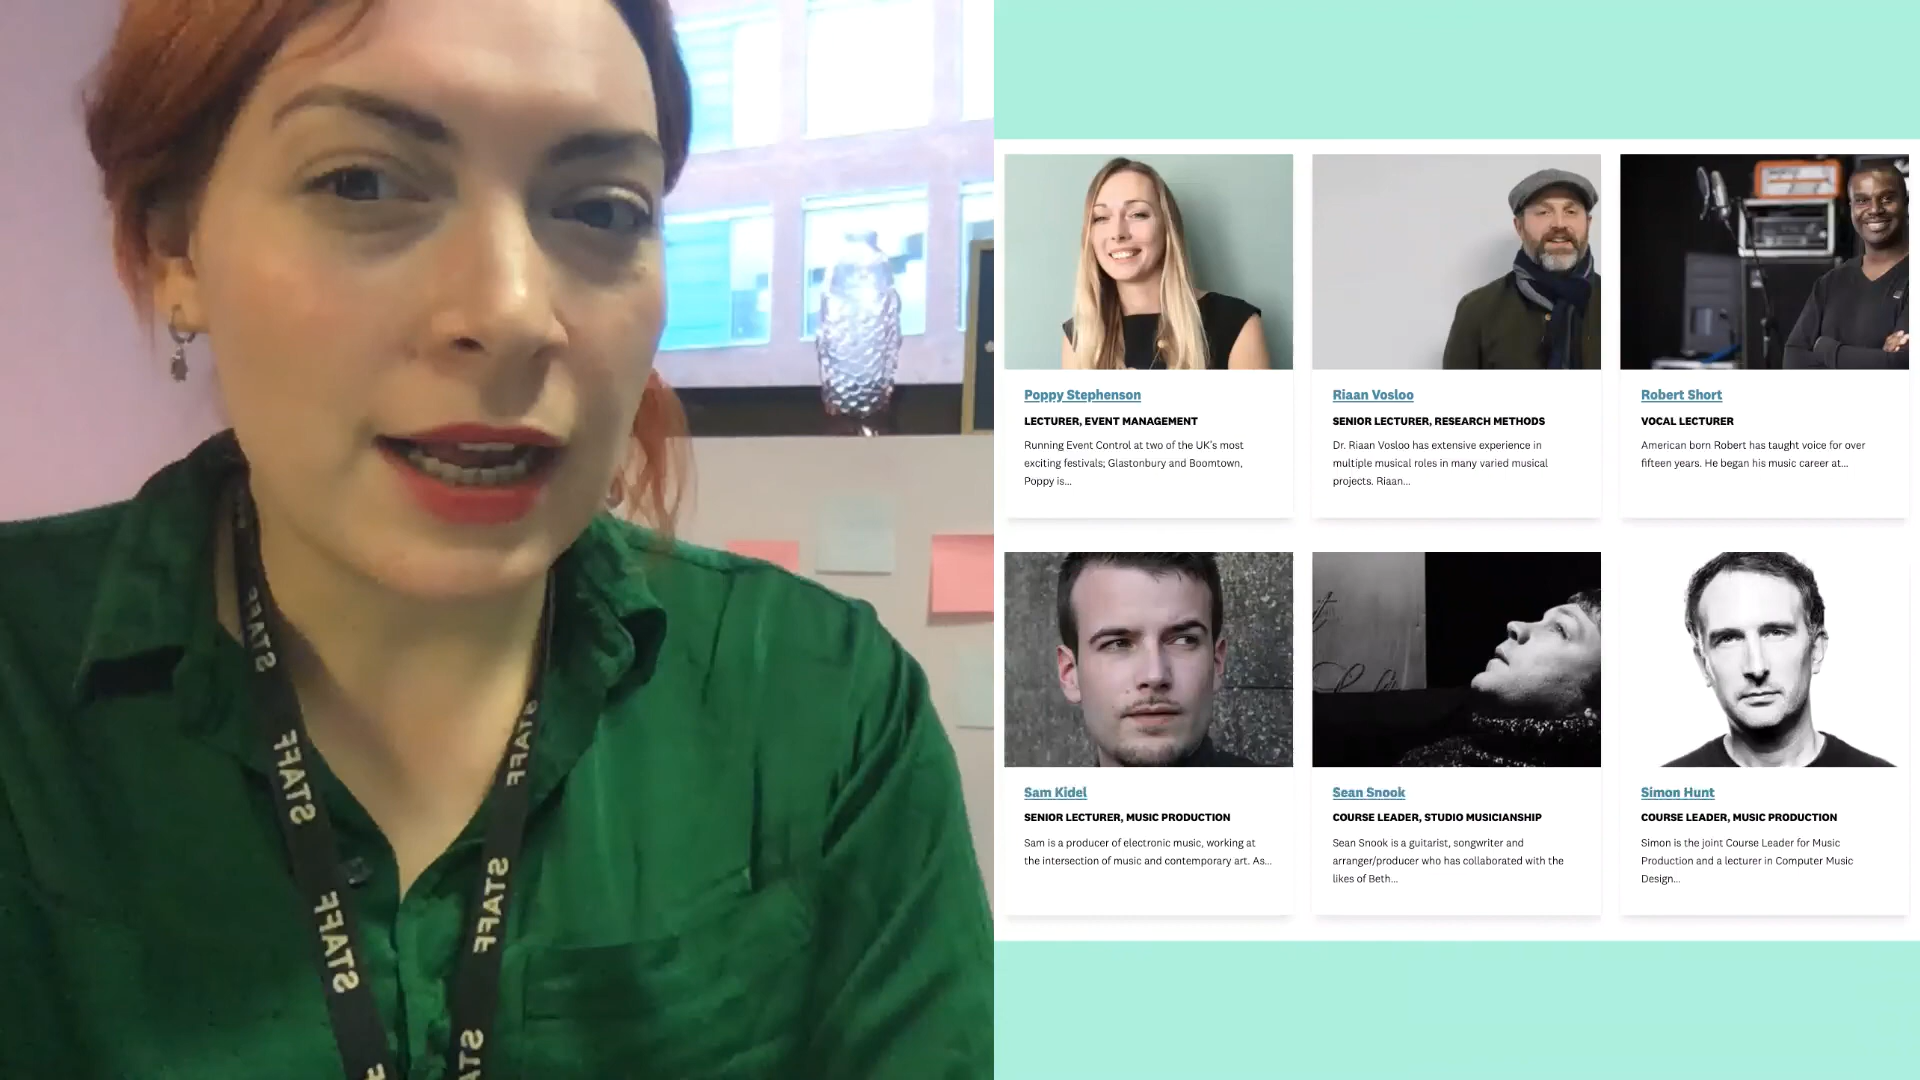 STAFF
STAFF
STAFF
STAFF
STAFF
Poppy Stephenson
LECTURER, EVENT MANAGEMENT
Running Event Control at two of the UK's most
exciting festivals; Glastonbury and Boomtown,
Poppy is...
Riaan Vosloo
SENIOR LECTURER, RESEARCH METHODS
Dr. Riaan Vosloo has extensive experience in
multiple musical roles in many varied musical
projects. Riaan...
Robert Short
VOCAL LECTURER
American born Robert has taught voice for over
fifteen years. He began his music career at...
Sam Kidel
SENIOR LECTURER, MUSIC PRODUCTION
Sam is a producer of electronic music, working at
the intersection of music and contemporary art. As...
Sean Snook
COURSE LEADER, STUDIO MUSICIANSHIP
Sean Snook is a guitarist, songwriter and
arranger/producer who has collaborated with the
likes of Beth...
Simon Hunt
COURSE LEADER, MUSIC PRODUCTION
Simon is the joint Course Leader for Music
Production and a lecturer in Computer Music
Design...